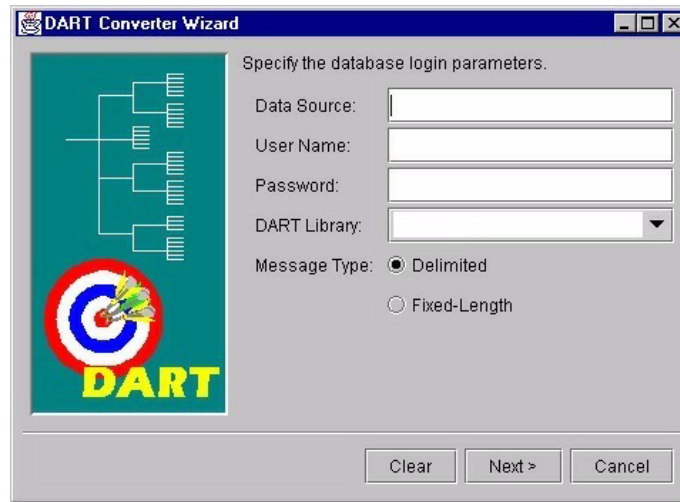 DART Converter Wizard
Specify the database login parameters.
Data Source:
User Name:
Password:
DART Library:
Message Type: Delimited
Fixed-Length
DART
Clear Next > Cancel